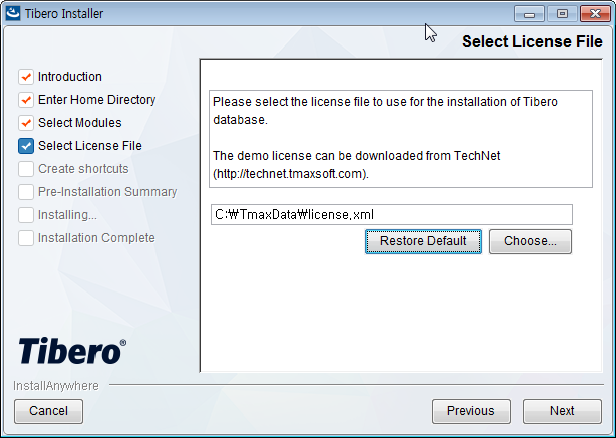 Tibero Installer
Select License File
Introduction
Enter Home Directory
Select Modules
Select License File
Create shortcuts
Pre-Installation Summary
Installing...
Installation Complete
Please select the license file to use for the installation of Tibero
database.
The demo license can be downloaded from TechNet
(http://technet.tmaxsoft.com).
C:₩TmaxData₩license.xml
Restore Default
Choose...
Tibero®
InstallAnywhere
Cancel
Previous
Next